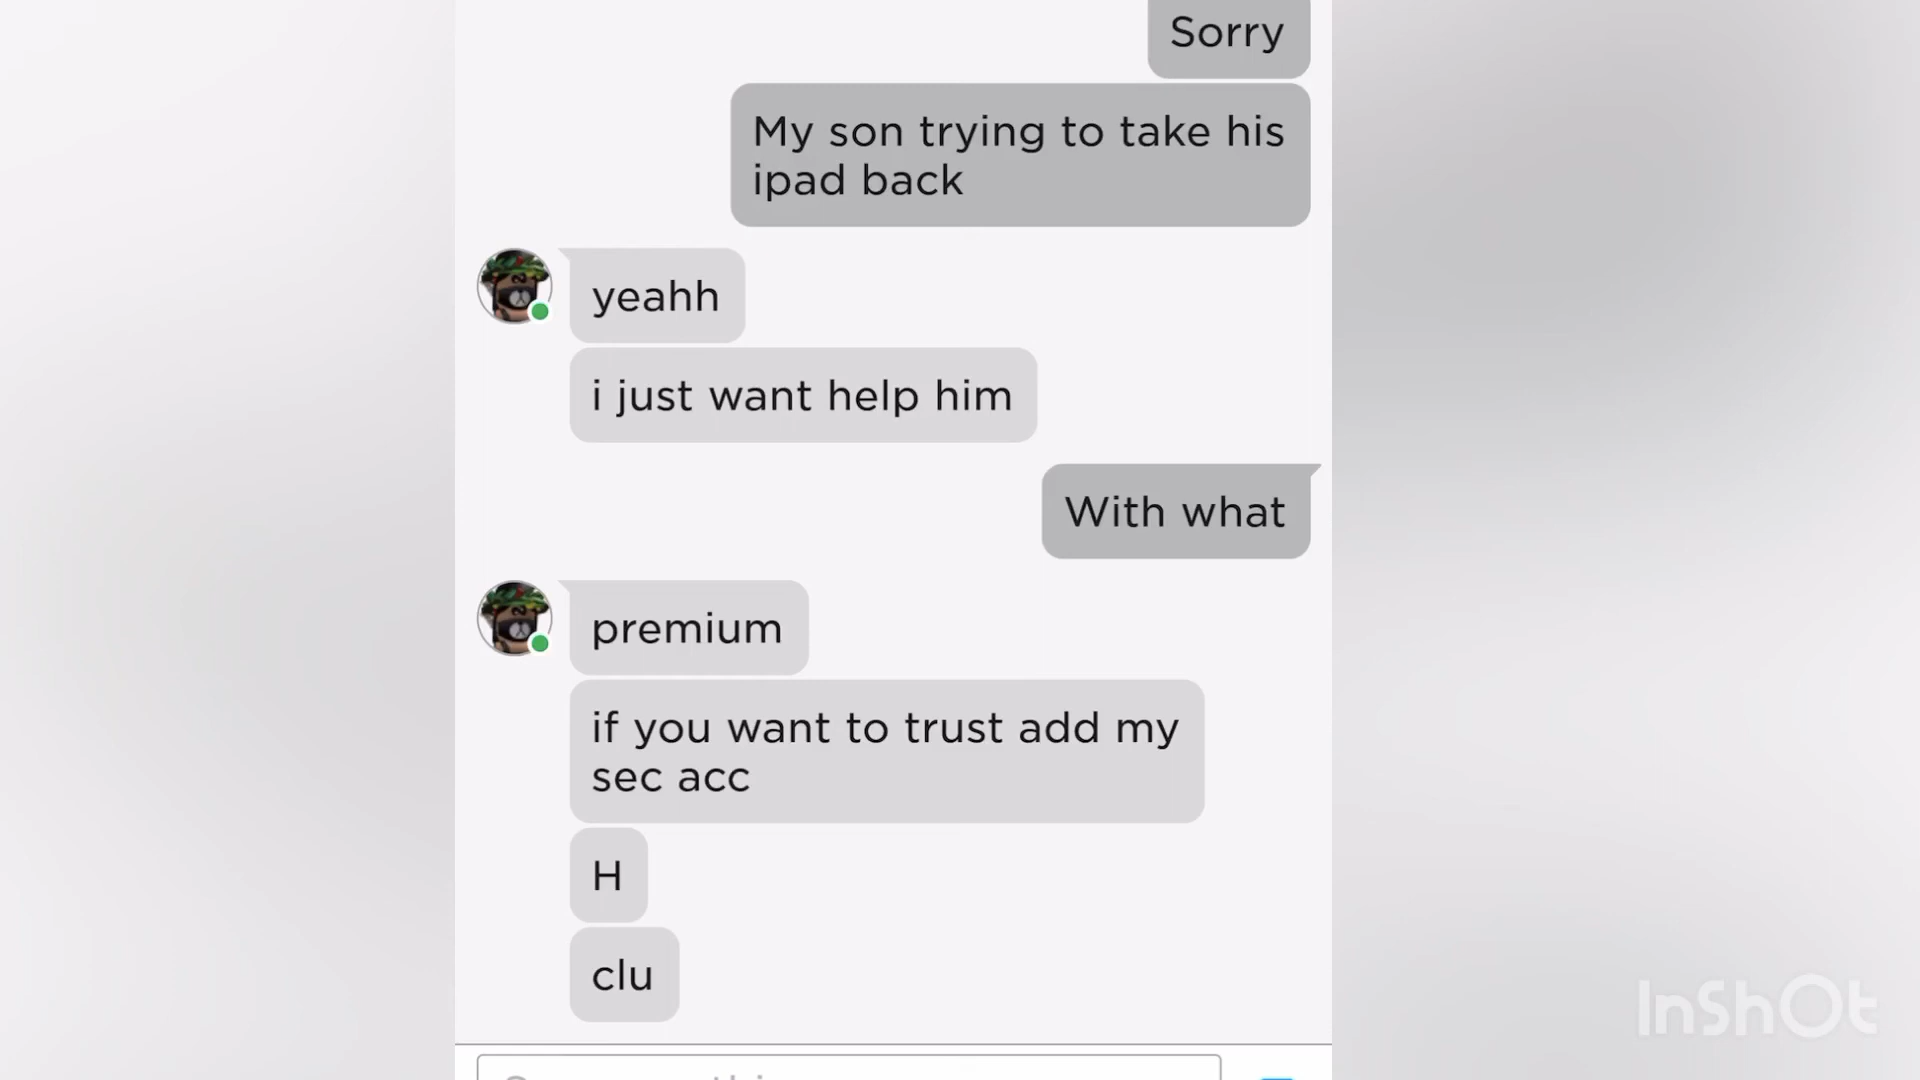 Sorry
My son trying to take his
ipad back
yeahh
i just want help him
With what
premium
if you want to trust add my
sec acc
H
clu
InShOt